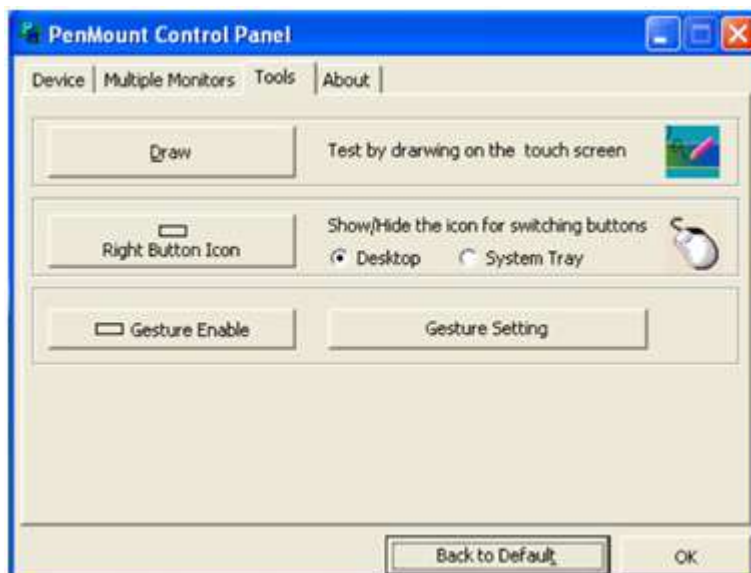 PenMount Control Panel
Device Multiple Monitors Tools About
Draw Test by drarwing on the touch screen
Show/Hide the icon for switching buttons
Right Button Icon
Desktop System Tray
Gesture Enable Gesture Setting
Back to Default OK